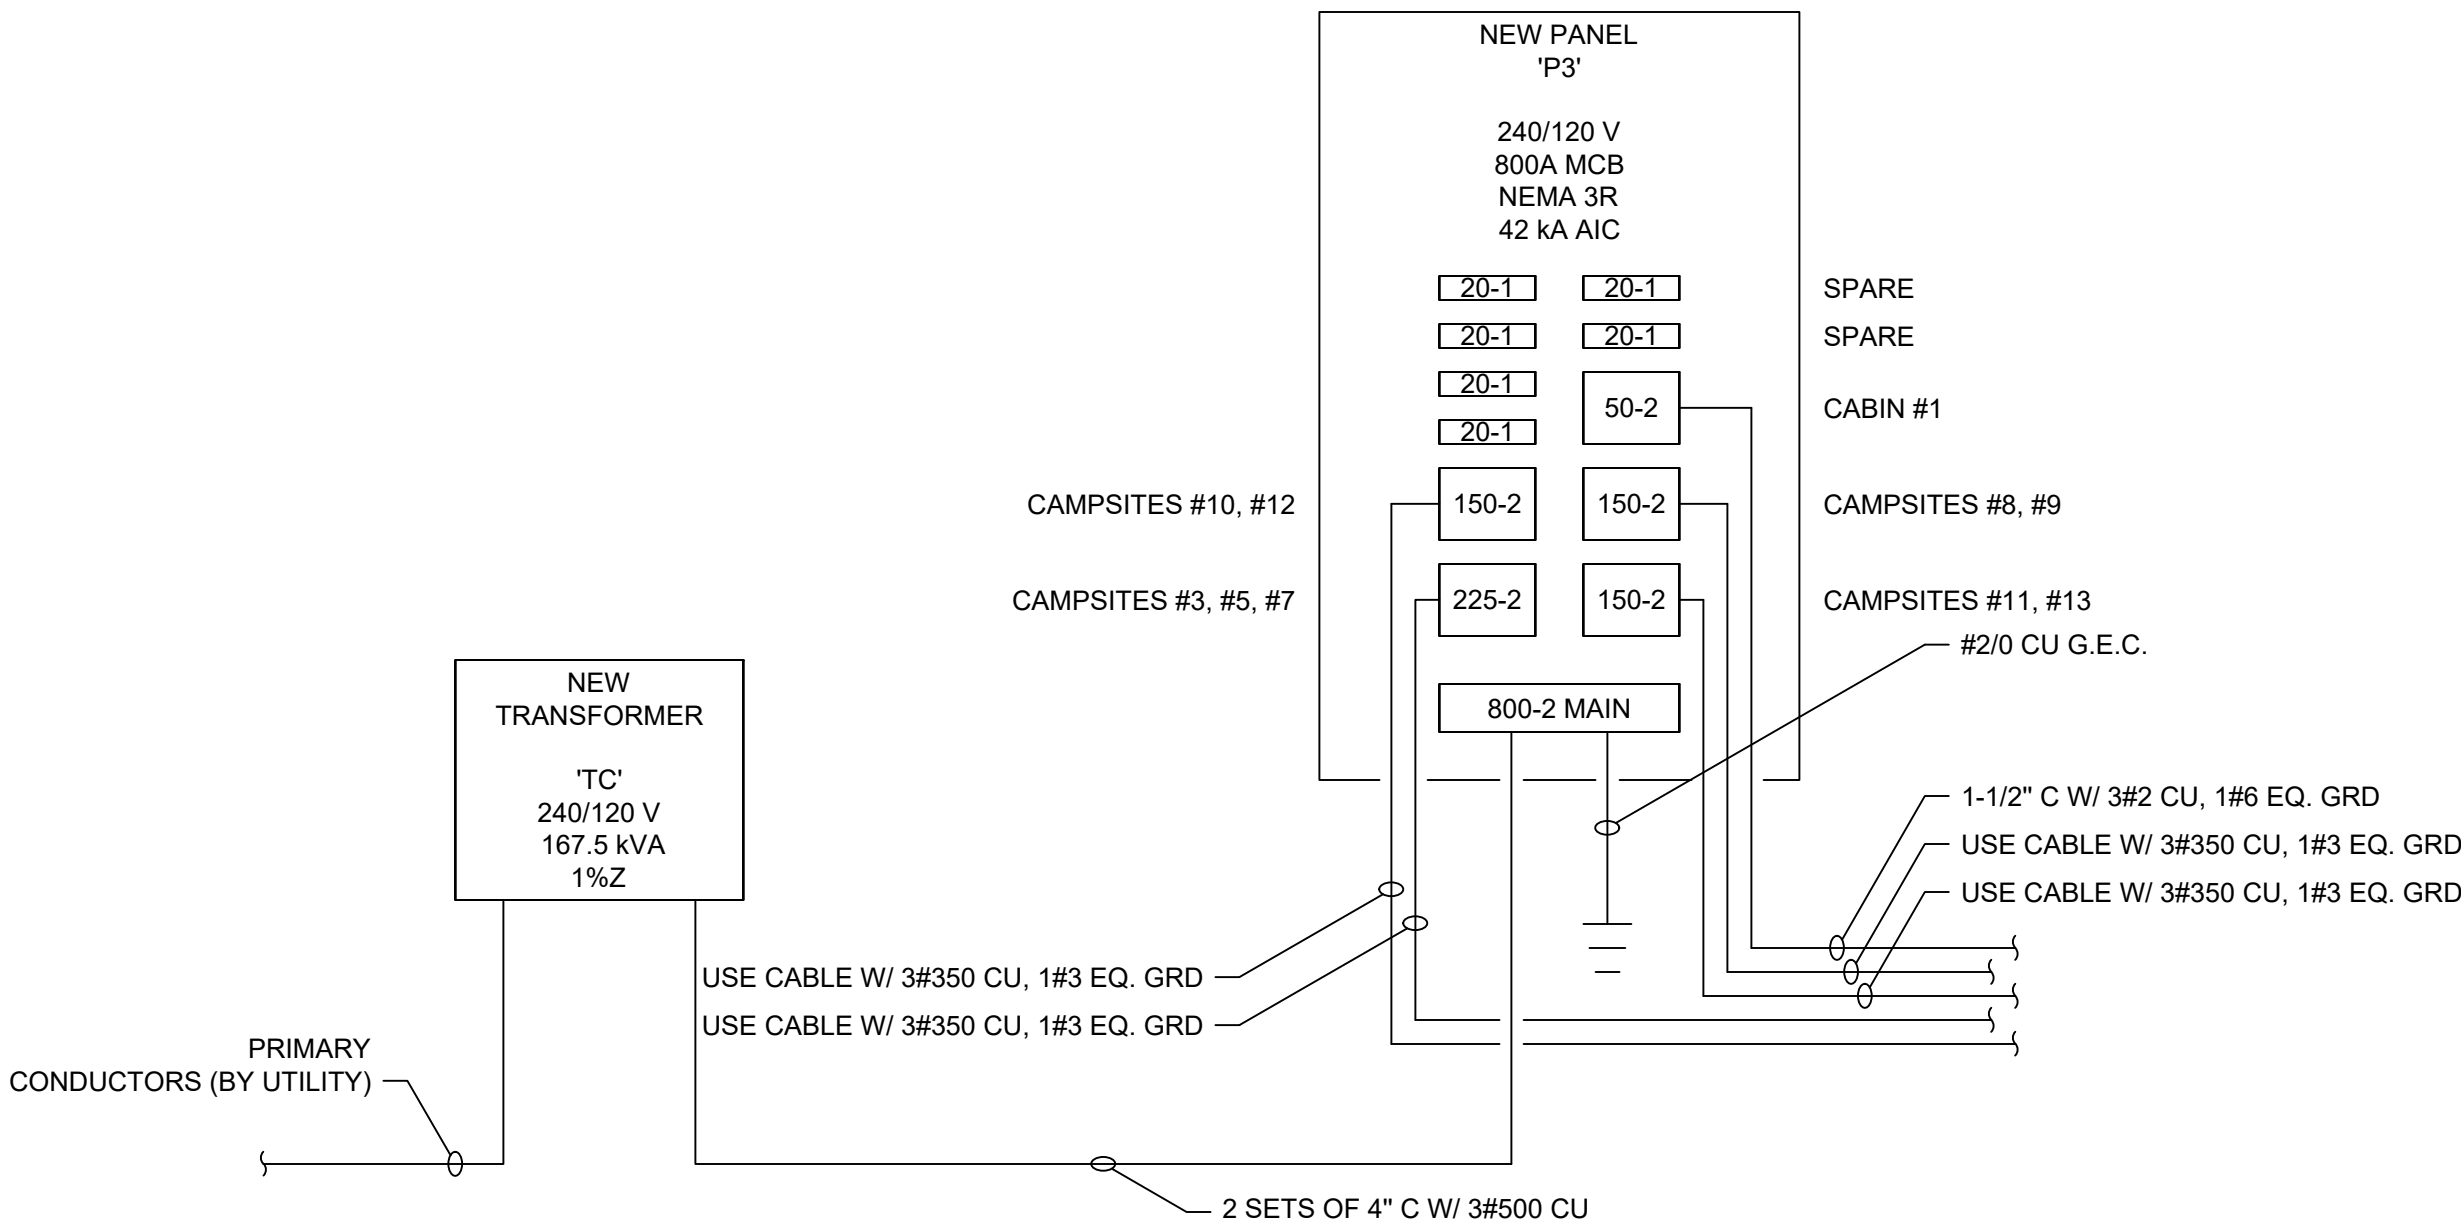 NEW PANEL
'P3'
240/120 V
800A MCB
NEMA 3R
42 kA AIC
20-1 20-1 SPARE
20-1 20-1 SPARE
20-1
50-2 CABIN #1
20-1
CAMPSITES #10, #12 150-2 150-2 CAMPSITES #8, #9
CAMPSITES #3, #5, #7 225-2 150-2 CAMPSITES #11, #13
#2/0 CU G.E.C.
800-2 MAIN
NEW
TRANSFORMER
'TC'
240/120 V
167.5 kVA
1%Z
1-1/2" C W/ 3#2 CU, 1#6 EQ. GRD
USE CABLE W/ 3#350 CU, 1#3 EQ. GRD
USE CABLE W/ 3#350 CU, 1#3 EQ. GRD
USE CABLE W/ 3#350 CU, 1#3 EQ. GRD
USE CABLE W/ 3#350 CU, 1#3 EQ. GRD
PRIMARY
CONDUCTORS (BY UTILITY)
2 SETS OF 4" C W/ 3#500 CU